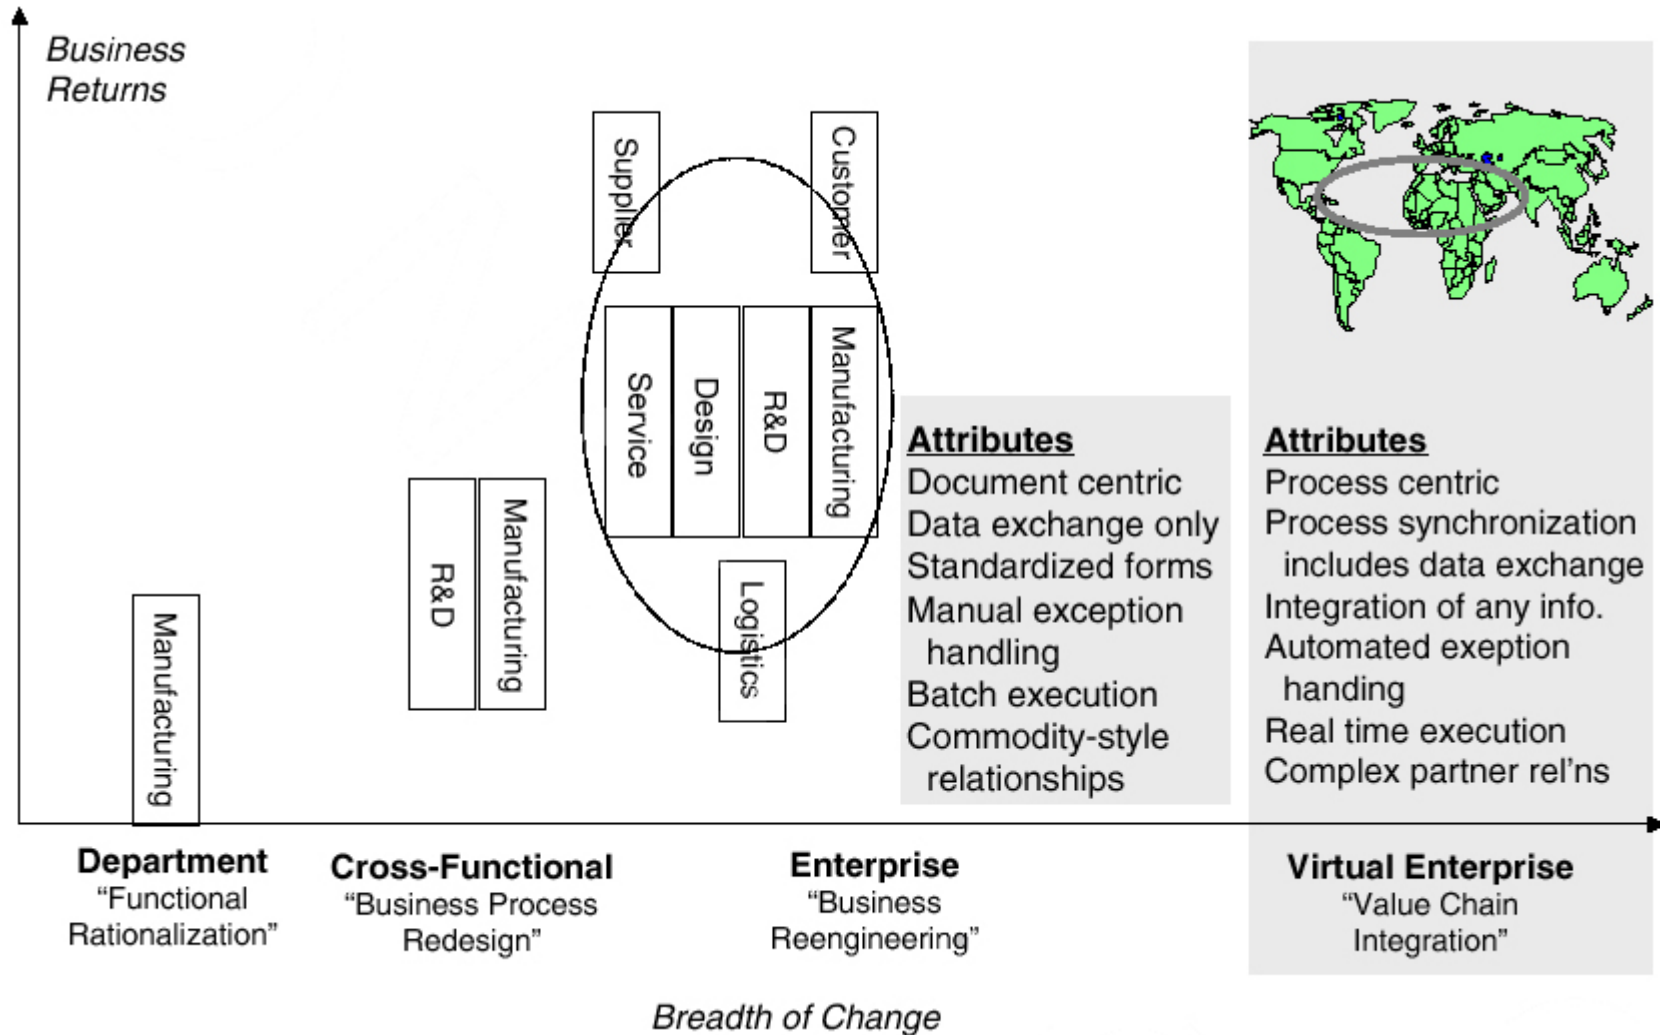 Business
Returns
Supplier
Customer
Service
Design
R&D
Manufacturing
R&D
Manufacturing
Logistics
Manufacturing
Attributes
Document centric
Data exchange only
Standardized forms
Manual exception
handling
Batch execution
Commodity-style
relationships
Attributes
Process centric
Process synchronization
includes data exchange
Integration of any info.
Automated exeption
handing
Real time execution
Complex partner rel’ns
Department
“Functional
Rationalization”
Cross-Functional
“Business Process
Redesign”
Enterprise
“Business
Reengineering”
Virtual Enterprise
“Value Chain
Integration”
Breadth of Change